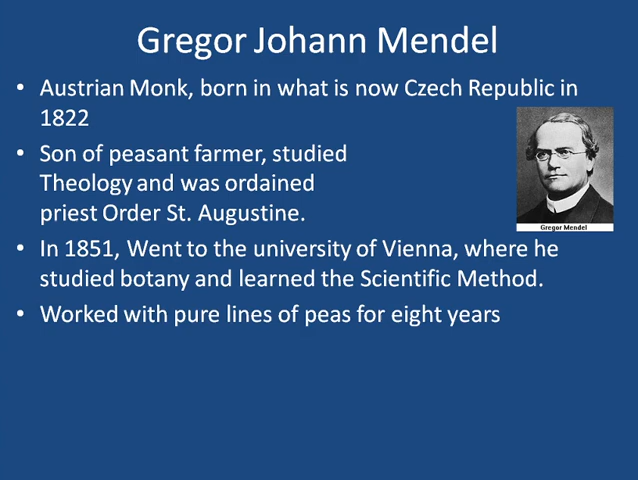 Gregor Johann Mendel
• Austrian Monk, born in what is now Czech Republic in
1822
• Son of peasant farmer, studied
Theology and was ordained
priest Order St. Augustine.
Gregor Mendel
• In 1851, Went to the university of Vienna, where he
studied botany and learned the Scientific Method.
• Worked with pure lines of peas for eight years